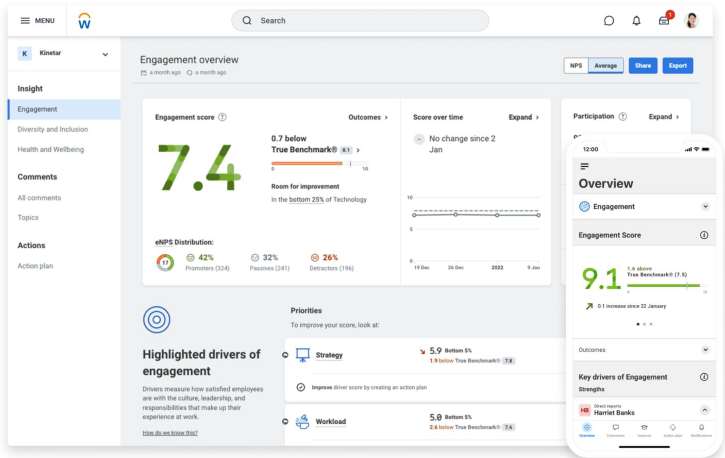 MENU
Search
1
K Kinetar
Insight
Engagement
Diversity and Inclusion
Health and Wellbeing
Comments
All comments
Topics
Actions
Action plan
Engagement overview
a month ago a month ago
NPS Average Share Export
Engagement score Outcomes
7.4
0.7 below
True Benchmark® 8.1
0 10
Room for improvement
In the bottom 25% of Technology
eNPS Distribution:
17
42%
Promoters (324)
32%
Passives (241)
26%
Detractors (196)
Score over time Expand
No change since 2
Jan
10
5
0
19 Dec 26 Dec 2022 9 Jan
Participation Expand
Highlighted drivers of
engagement
Drivers measure how satisfied employees
are with the culture, leadership, and
responsibilities that make up their
experience at work.
How do we know this?
Priorities
To improve your score, look at:
Strategy
5.9 Bottom 5%
1.9 below True Benchmark® 7.8
Improve driver score by creating an action plan
Workload
5.0 Bottom 5%
2.6 below True Benchmark® 7.6
12:00
Overview
Engagement
Engagement Score
9.1
1.6 above
True Benchmark® (7.5)
0 10
0.1 increase since 22 January
Outcomes
Key drivers of Engagement
Strengths
HB
Direct reports
Harriet Banks
Overview Comments Improve Action plan Notifications